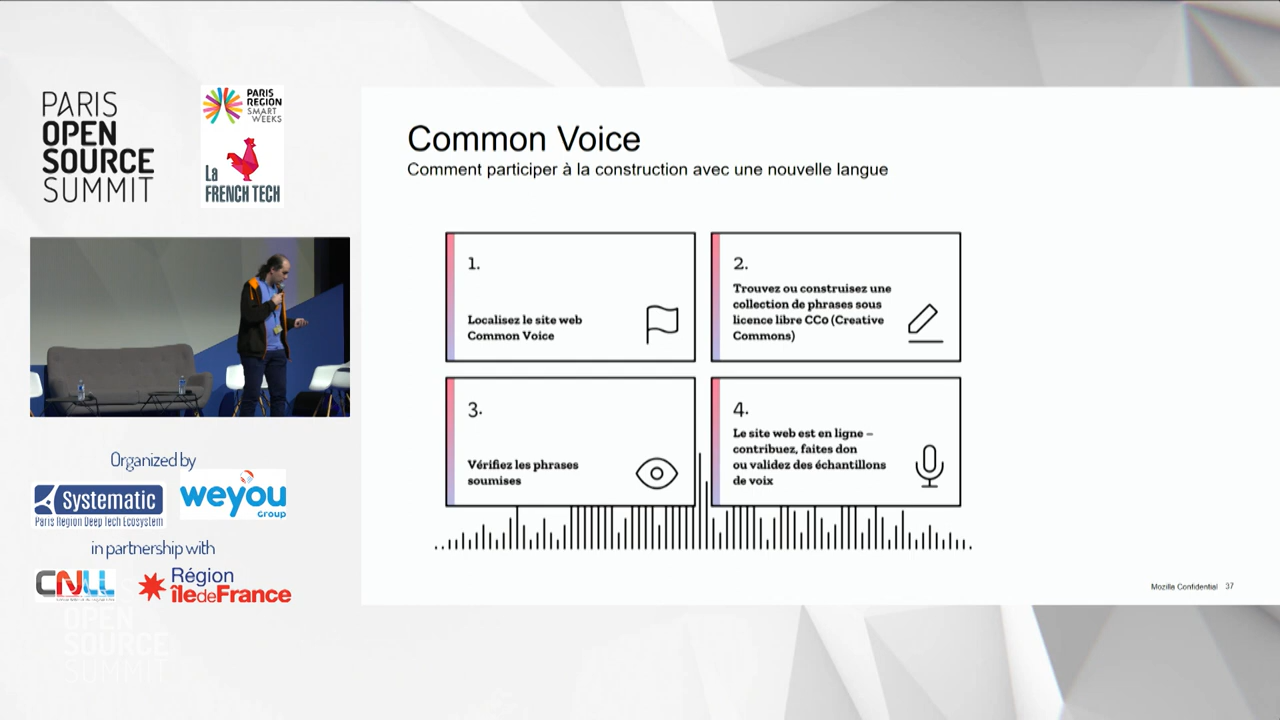 PARIS
OPEN
SOURCE
SUMMIT
PARIS
REGION
SMART
WEEKS
La
FRENCH TECH
Organized by
Systematic
Paris Region Deep Tech Ecosystem
weyou
GROUP
in partnership with
CNLL
Région
îledeFrance
OPEN
SOURCE
SUMMIT
Common Voice
Comment participer à la construction avec une nouvelle langue
1.
Localisez le site web
Common Voice
2.
Trouvez ou construisez une
collection de phrases sous
licence libre CC0 (Creative
Commons)
3.
Vérifiez les phrases
soumises
4.
Le site web est en ligne –
contribuez, faites don
ou validez des échantillons
de voix
Mozilla Confidential 37